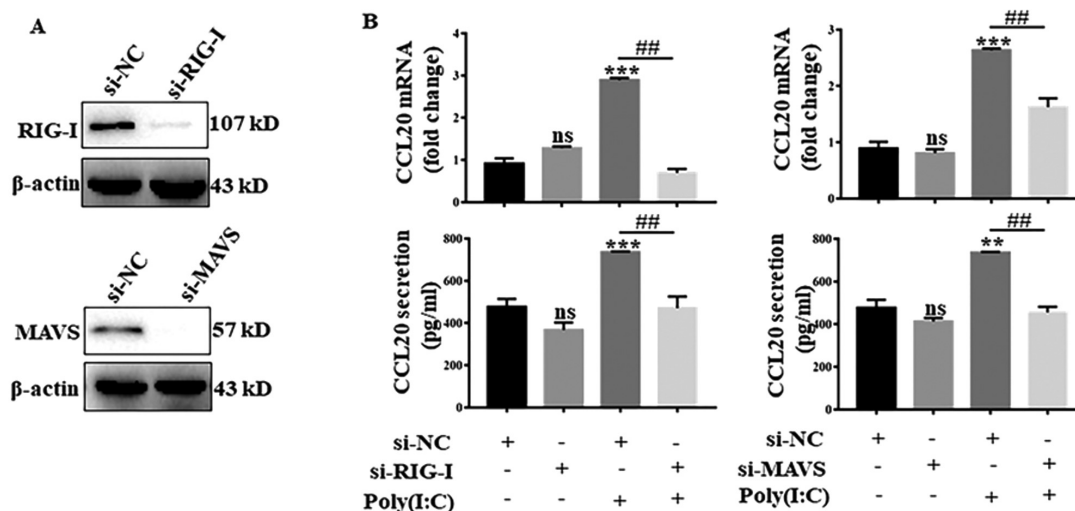 A
si-NC si-RIG-I
RIG-I 107 kD
β-actin 43 kD
si-NC si-MAVS
MAVS 57 kD
β-actin 43 kD
B
CCL20 mRNA
(fold change)
4
3
2
1
0
ns
***
##
CCL20 mRNA
(fold change)
3
2
1
0
ns
***
##
CCL20 secretion
(pg/ml)
800
600
400
200
0
ns
***
##
CCL20 secretion
(pg/ml)
800
600
400
200
0
ns
**
##
si-NC + - + -
si-RIG-I - + - +
Poly(I:C) - - + +
si-NC + - + -
si-MAVS - + - +
Poly(I:C) - - + +